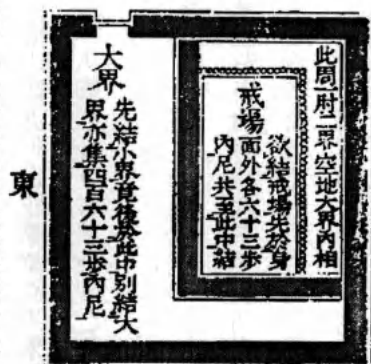 此周一肘二界空地大界內相
戒場
欲結戒場先於身
面外各六十三步
內尼共至此中結
大界
先結小界竟後於此中別結大
界亦集四百六十三步內尼
東